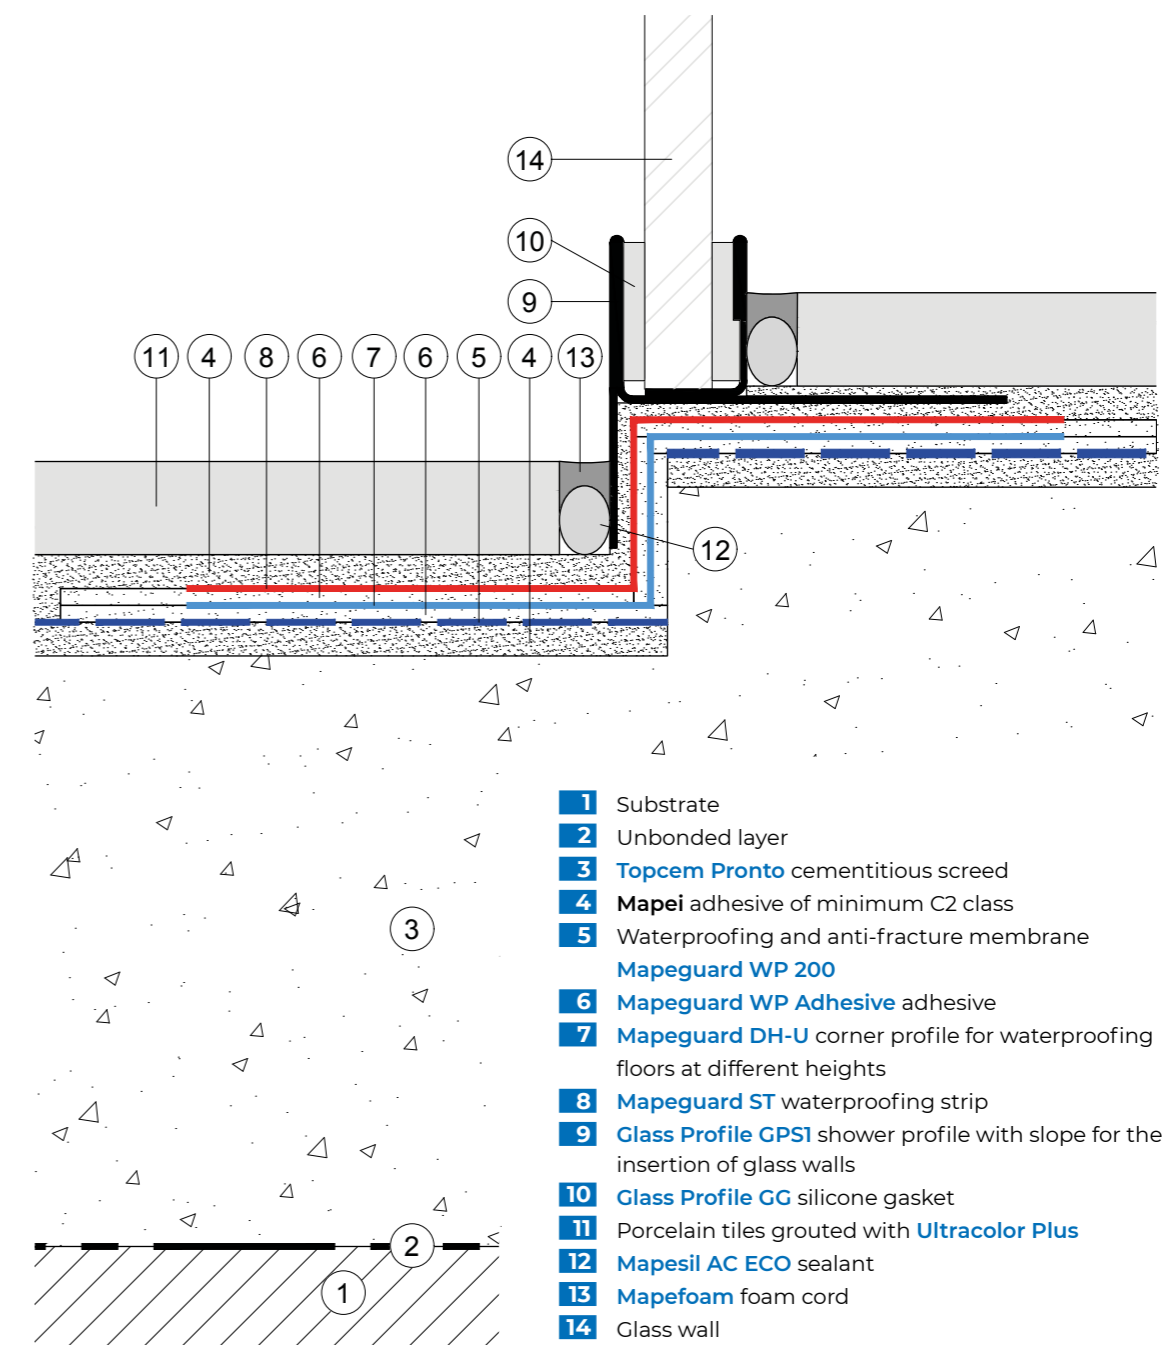 14
10
9
11 4 8 6 7 6 5 4 13
12
3
2
1
1 Substrate
2 Unbonded layer
3 Topcem Pronto cementitious screed
4 Mapei adhesive of minimum C2 class
5 Waterproofing and anti-fracture membrane
Mapeguard WP 200
6 Mapeguard WP Adhesive adhesive
7 Mapeguard DH-U corner profile for waterproofing
floors at different heights
8 Mapeguard ST waterproofing strip
9 Glass Profile GPS1 shower profile with slope for the
insertion of glass walls
10 Glass Profile GG silicone gasket
11 Porcelain tiles grouted with Ultracolor Plus
12 Mapesil AC ECO sealant
13 Mapefoam foam cord
14 Glass wall